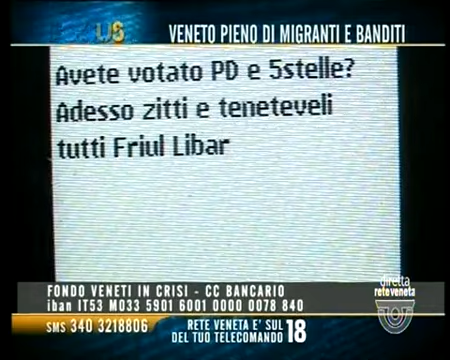 FOCUS
VENETO PIENO DI MIGRANTI E BANDITI
Avete votato PD e 5stelle?
Adesso zitti e teneteveli
tutti Friul Libar
diretta
reteveneta
FONDO VENETI IN CRISI - CC BANCARIO
iban IT53 M033 5901 6001 0000 0078 840
SMS 340 3218806
RETE VENETA E' SUL
DEL TUO TELECOMANDO 18